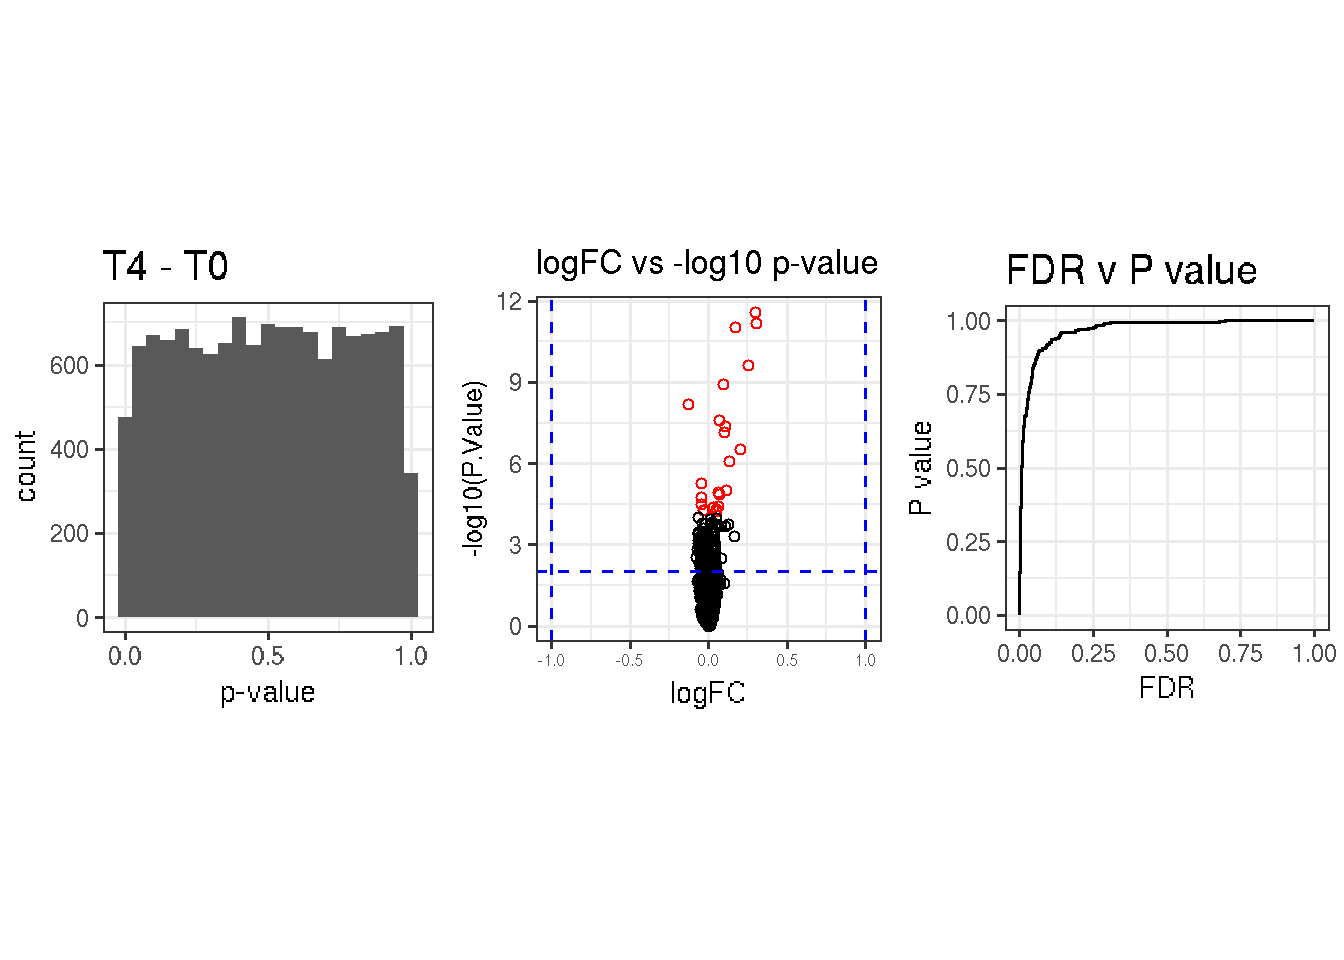 T4 - T0
count
600
400
200
0
0.0 0.5 1.0
p-value
logFC vs -log10 p-value
-log10(P.Value)
12
9
6
3
0
-1.0 -0.5 0.0 0.5 1.0
logFC
FDR v P value
P value
1.00
0.75
0.50
0.25
0.00
0.00 0.25 0.50 0.75 1.00
FDR